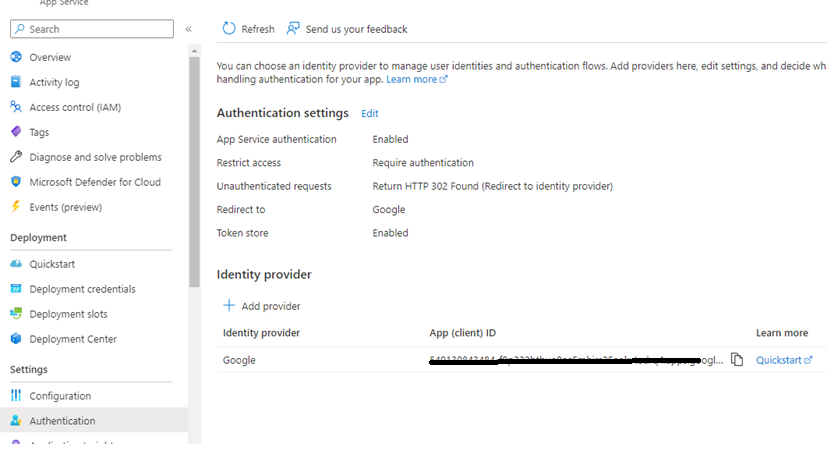 App Service
Search
«
Overview
Activity log
Access control (IAM)
Tags
Diagnose and solve problems
Microsoft Defender for Cloud
Events (preview)
Deployment
Quickstart
Deployment credentials
Deployment slots
Deployment Center
Settings
Configuration
Authentication
Refresh
Send us your feedback
You can choose an identity provider to manage user identities and authentication flows. Add providers here, edit settings, and decide wh
handling authentication for your app. Learn more
Authentication settings Edit
App Service authentication Enabled
Restrict access Require authentication
Unauthenticated requests Return HTTP 302 Found (Redirect to identity provider)
Redirect to Google
Token store Enabled
Identity provider
Add provider
Identity provider App (client) ID Learn more
Google oogl... Quickstart